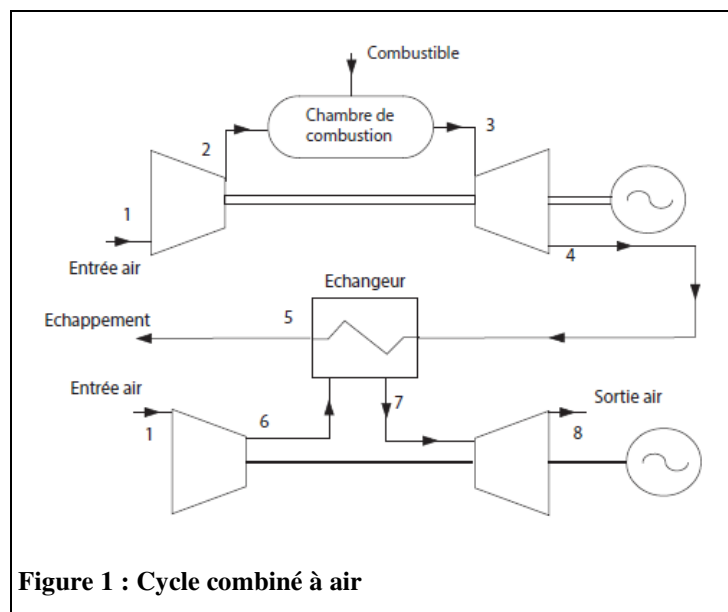 Combustible
Chambre de
combustion
2
3
1
Entrée air
4
Echangeur
Echappement
5
Entrée air
1
6
7
Sortie air
8
Figure 1 : Cycle combiné à air